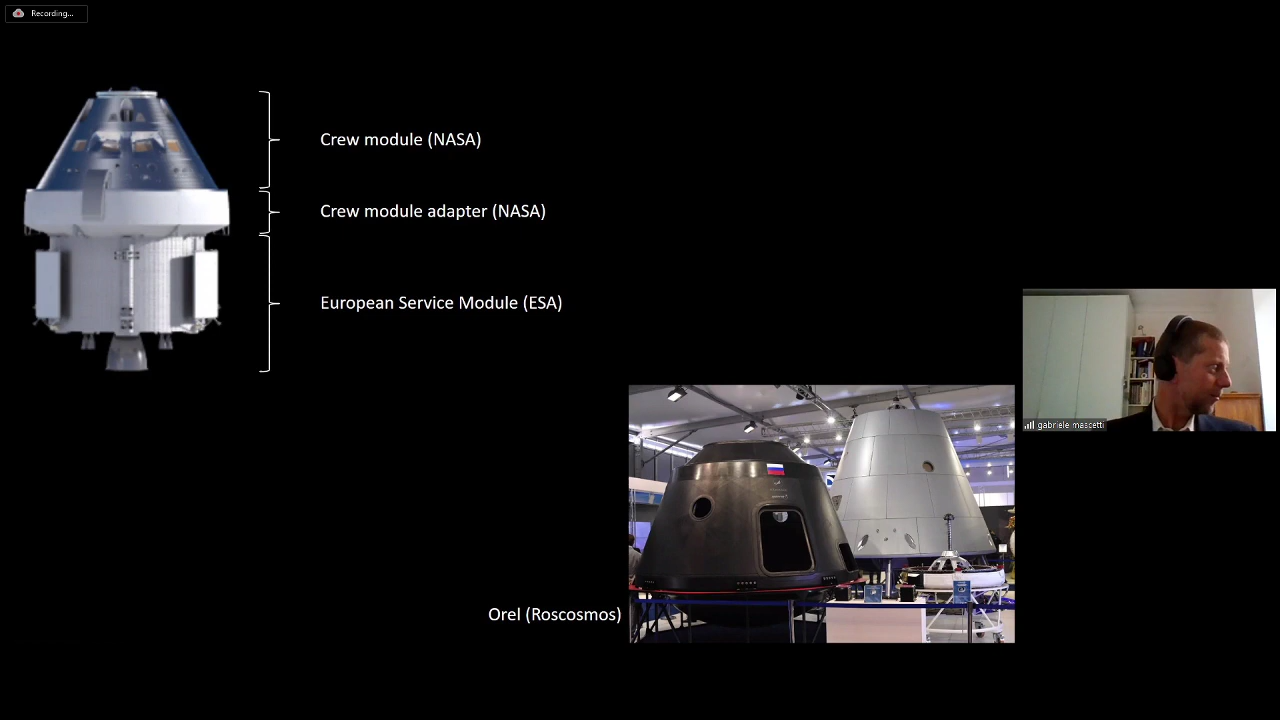 Recording...
Crew module (NASA)
Crew module adapter (NASA)
European Service Module (ESA)
gabriele mascetti
Orel (Roscosmos)